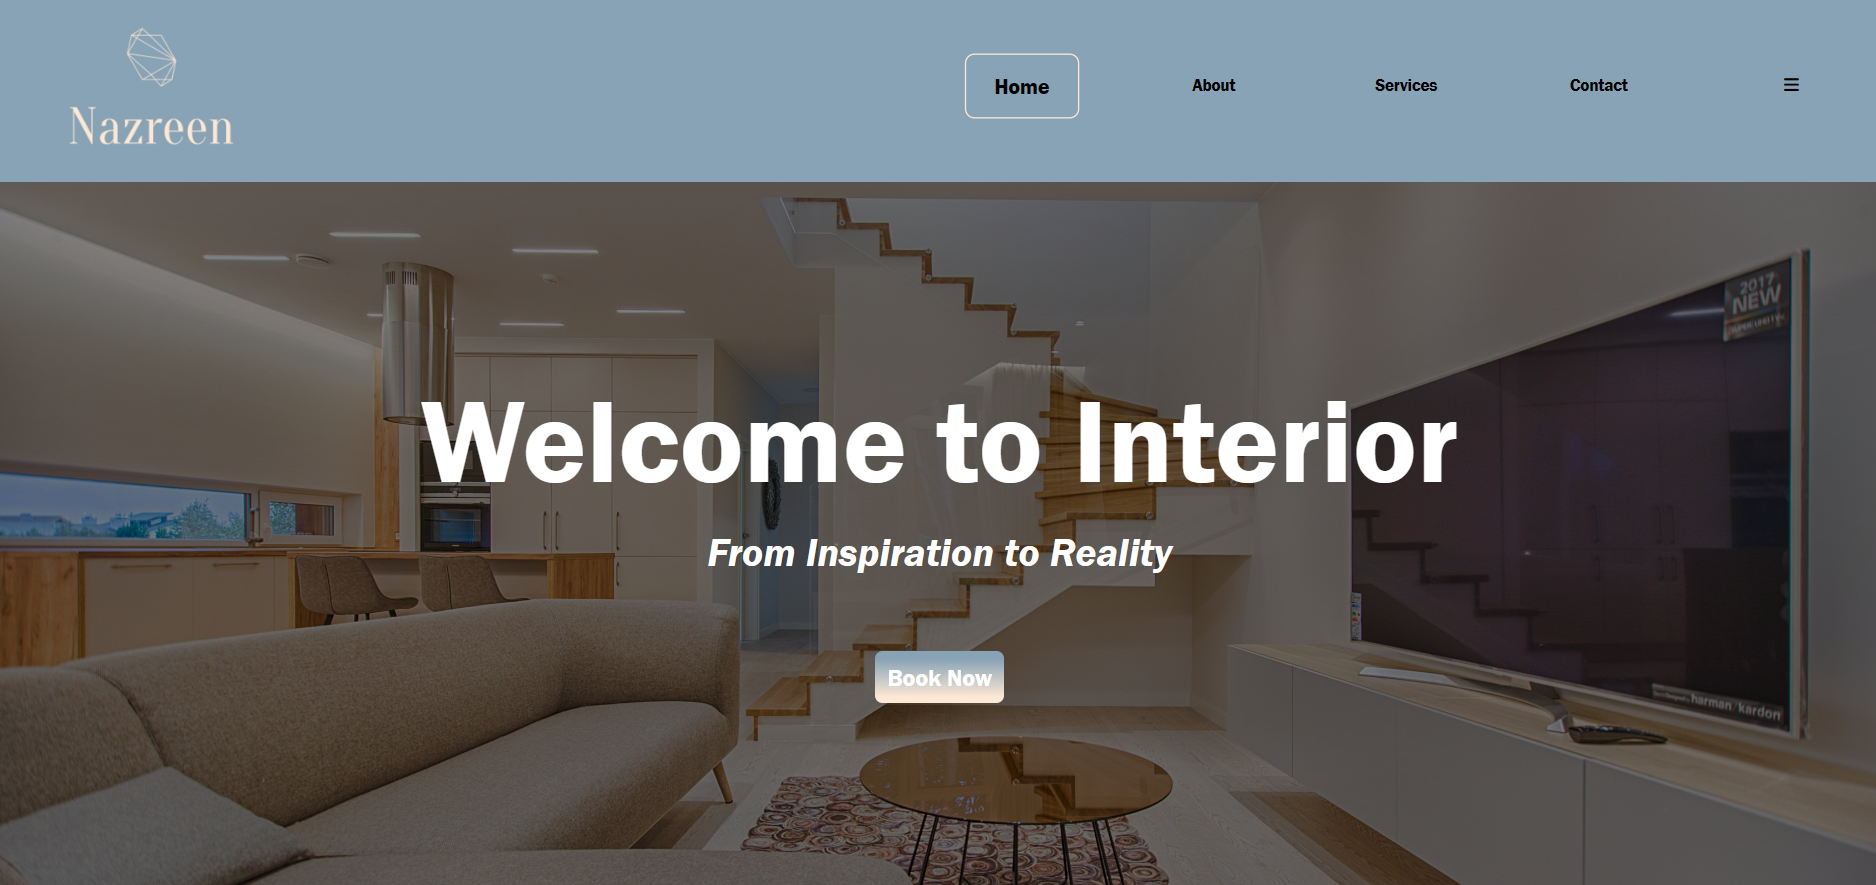 Nazreen
Home
About
Services
Contact
2017
NEW
Welcome to Interior
From Inspiration to Reality
Book Now
harman/kardon